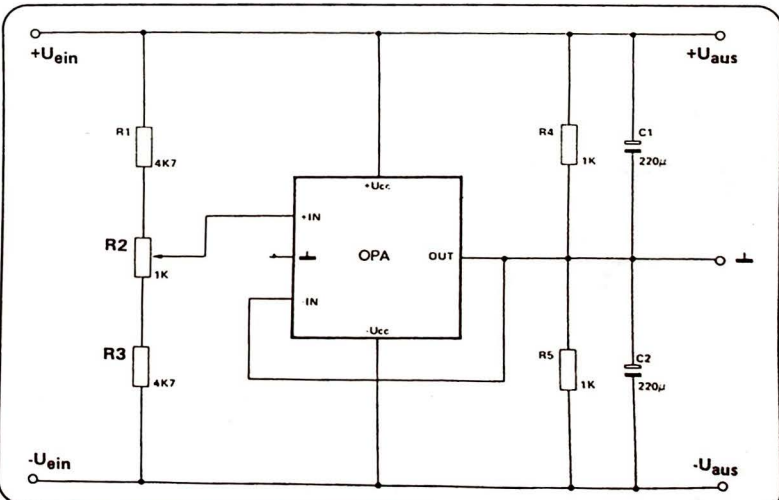 +Uein
+Uaus
R1
4K7
R4
1K
C1
220µ
+Ucc
+IN
R2
1K
OPA
OUT
-IN
-Ucc
R3
4K7
R5
1K
C2
220µ
-Uein
-Uaus